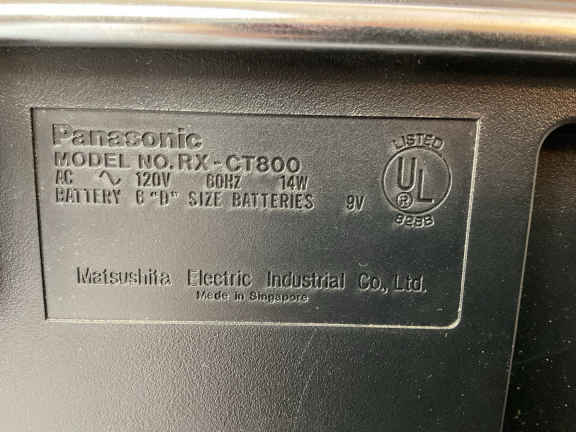 Panasonic
MODEL NO. RX-CT800
AC ∿ 120V 60HZ 14W
BATTERY 6 "D" SIZE BATTERIES 9V
LISTED
UL
®
828B
Matsushita Electric Industrial Co., Ltd.
Made in Singapore